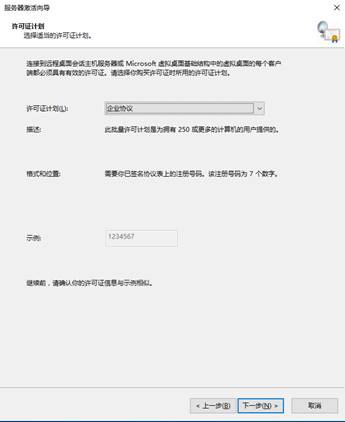 服务器激活向导
许可证计划
选择适当的许可证计划。
连接到远程桌面会话主机服务器或 Microsoft 虚拟桌面基础结构中的虚拟桌面的每个客户
端都必须具有有效的许可证。请选择你购买许可证时所用的许可证计划。
许可证计划(L): 企业协议
描述: 此批量许可计划是为拥有 250 或更多的计算机的用户提供的。
格式和位置: 需要你已签名协议表上的注册号码。该注册号码为 7 个数字。
示例: 1234567
继续前，请确认你的许可证信息与示例相似。
< 上一步(B) 下一步(N) > 取消